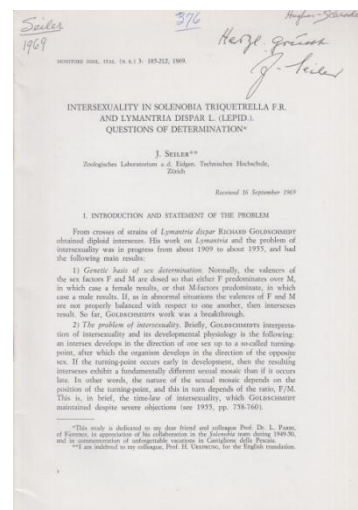 Seiler
1969
376
Herzl. Grüsse
J. Seiler
MONITORE ZOOL. ITAL. (N.S.) 3: 185-212, 1969
INTERSEXUALITY IN SOLENOBIA TRIQUETRELLA F.R.
AND LYMANTRIA DISPAR L. (LEPID.).
QUESTIONS OF DETERMINATION*
J. SEILER**
Zoologisches Laboratorium a.d. Eidgen. Technischen Hochschule,
Zürich
Received 16 September 1969
I. INTRODUCTION AND STATEMENT OF THE PROBLEM
From crosses of strains of Lymantria dispar RICHARD GOLDSCHMIDT
obtained diploid intersexes. His work on Lymantria and the problem of
intersexuality was in progress from about 1909 to about 1955, and had
the following main results:
1) Genetic basis of sex determination. Normally, the valences of
the sex factors F and M are dosed so that either F predominates over M,
in which case a female results, or that M-factors predominate, in which
case a male results. If, as in abnormal situations the valences of F and M
are not properly balanced with respect to one another, then intersexes
result. So far, GOLDSCHMIDTS work was a breakthrough.
2) The problem of intersexuality. Briefly, GOLDSCHMIDTS interpreta-
tion of intersexuality and its developmental physiology is the following:
an intersex develops in the direction of one sex up to a so-called turning-
point, after which the organism develops in the direction of the opposite
sex. If the turning-point occurs early in development, then the resulting
intersexes exhibit a fundamentally different sexual mosaic than if it occurs
late. In other words, the nature of the sexual mosaic depends on the
position of the turning-point, and this in turn depends of the ratio, F/M.
This is, in brief, the time-law of intersexuality, which GOLDSCHMIDT
maintained despite severe objections (see 1955, pp. 758-760).
*This study is dedicated to my dear friend and colleague Prof. Dr. L. PARDI,
of Florence, in appreciation of his collaboration in the Solenobia team during 1949-50,
and in commemoration of unforgettable vacations in Castiglione della Pescaia.
**I am indebted to my colleague, Prof. H. URSPRUNG, for the English translation.